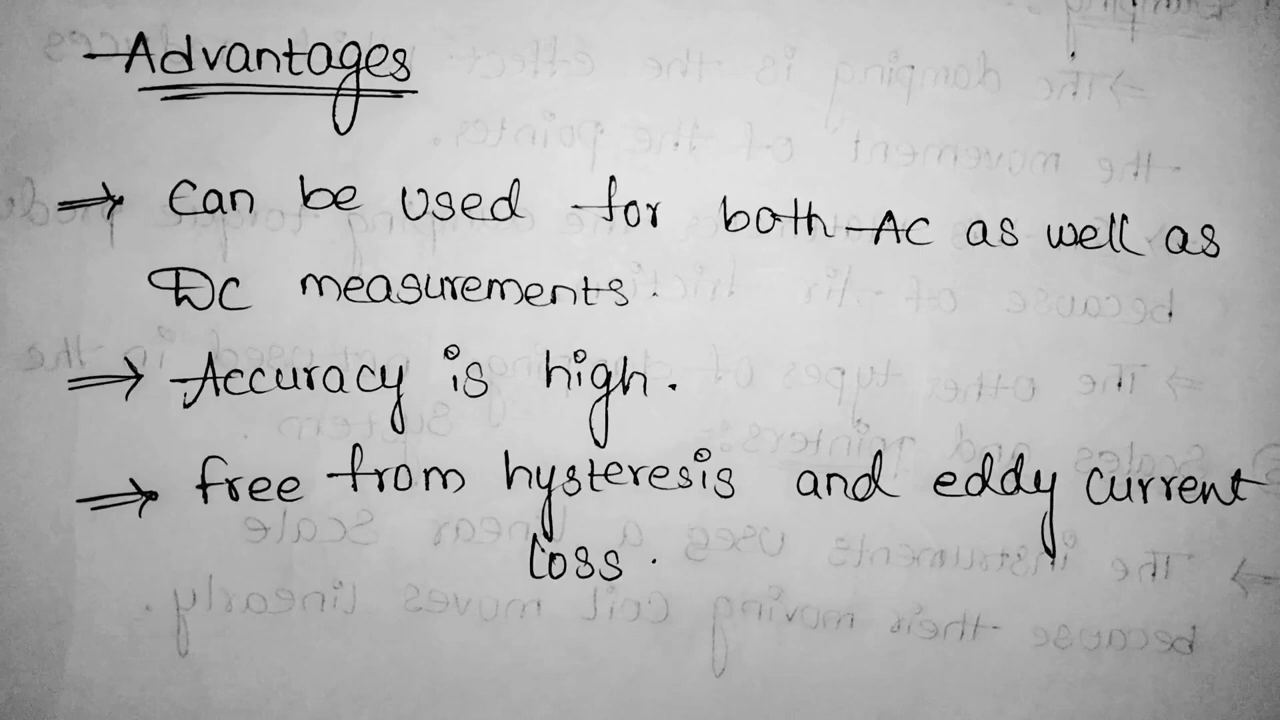 Advantages
⇒ Can be used for both AC as well as
DC measurements.
⇒ Accuracy is high.
⇒ free from hysteresis and eddy current
loss.